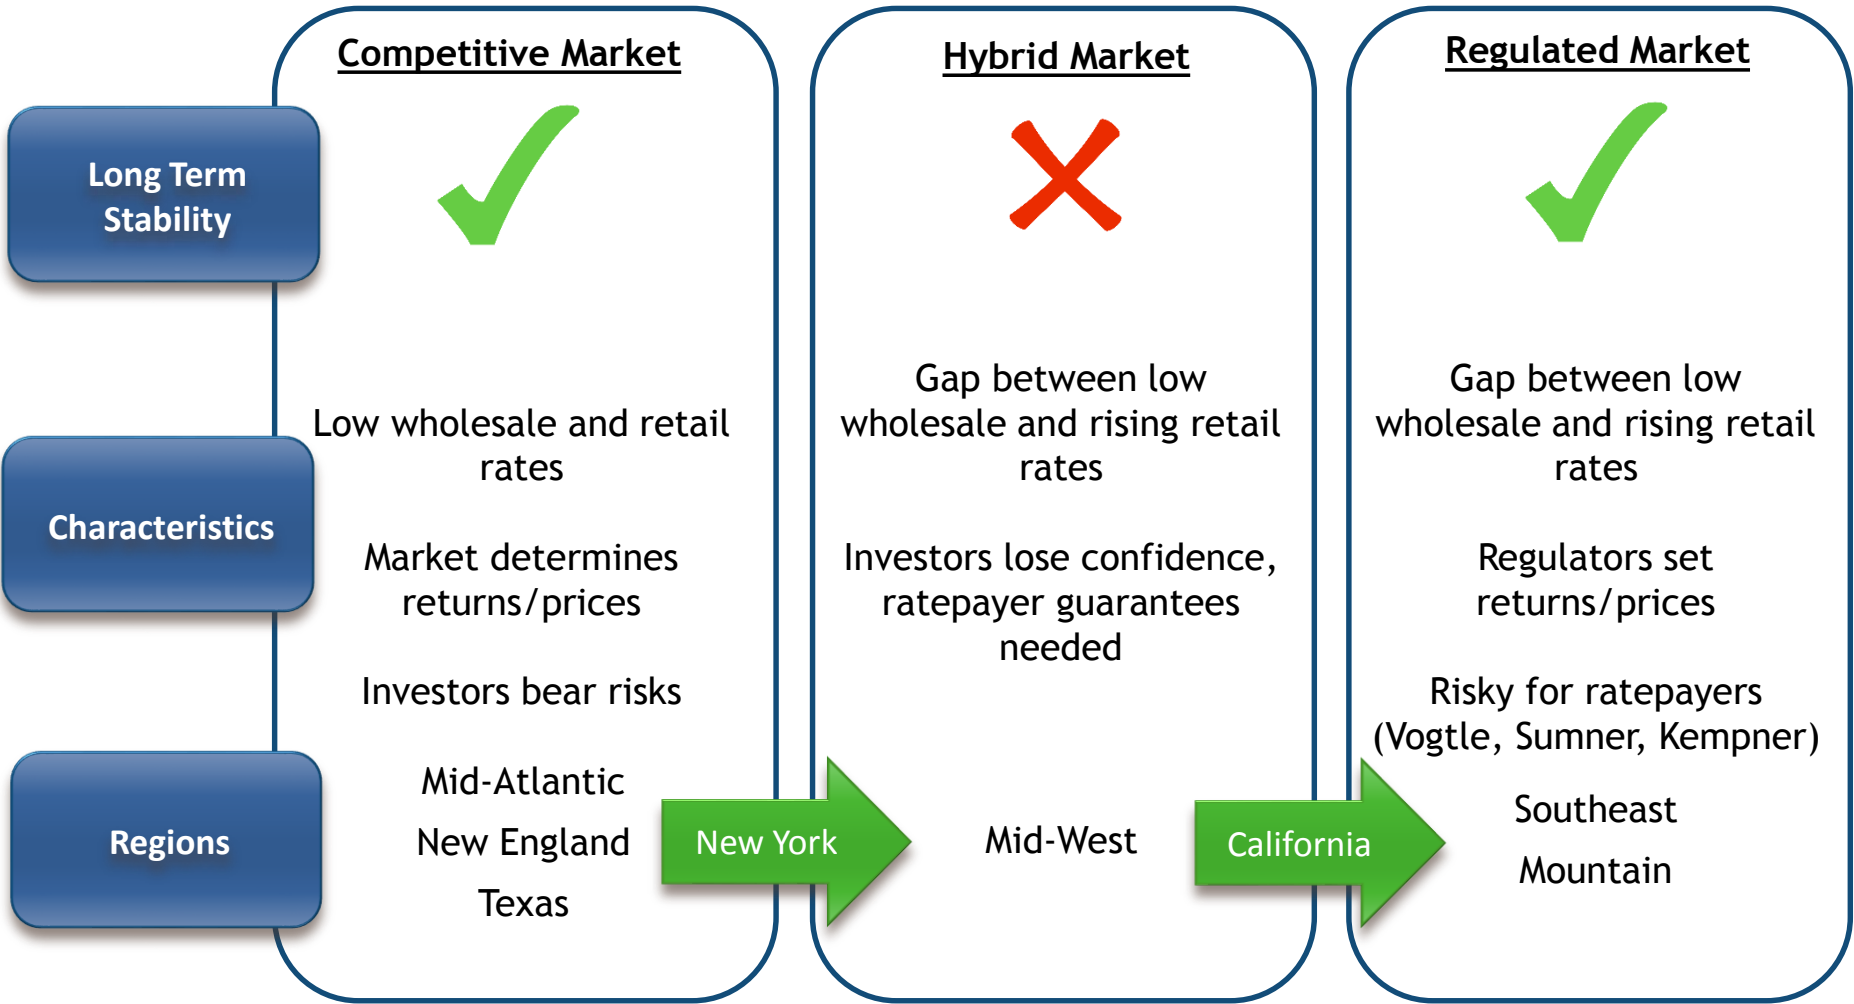 Competitive Market
Hybrid Market
Regulated Market
Long Term
Stability
Characteristics
Low wholesale and retail
rates
Market determines
returns/prices
Investors bear risks
Gap between low
wholesale and rising retail
rates
Investors lose confidence,
ratepayer guarantees
needed
Gap between low
wholesale and rising retail
rates
Regulators set
returns/prices
Risky for ratepayers
(Vogtle, Sumner, Kempner)
Regions
Mid-Atlantic
New England
Texas
New York
Mid-West
California
Southeast
Mountain